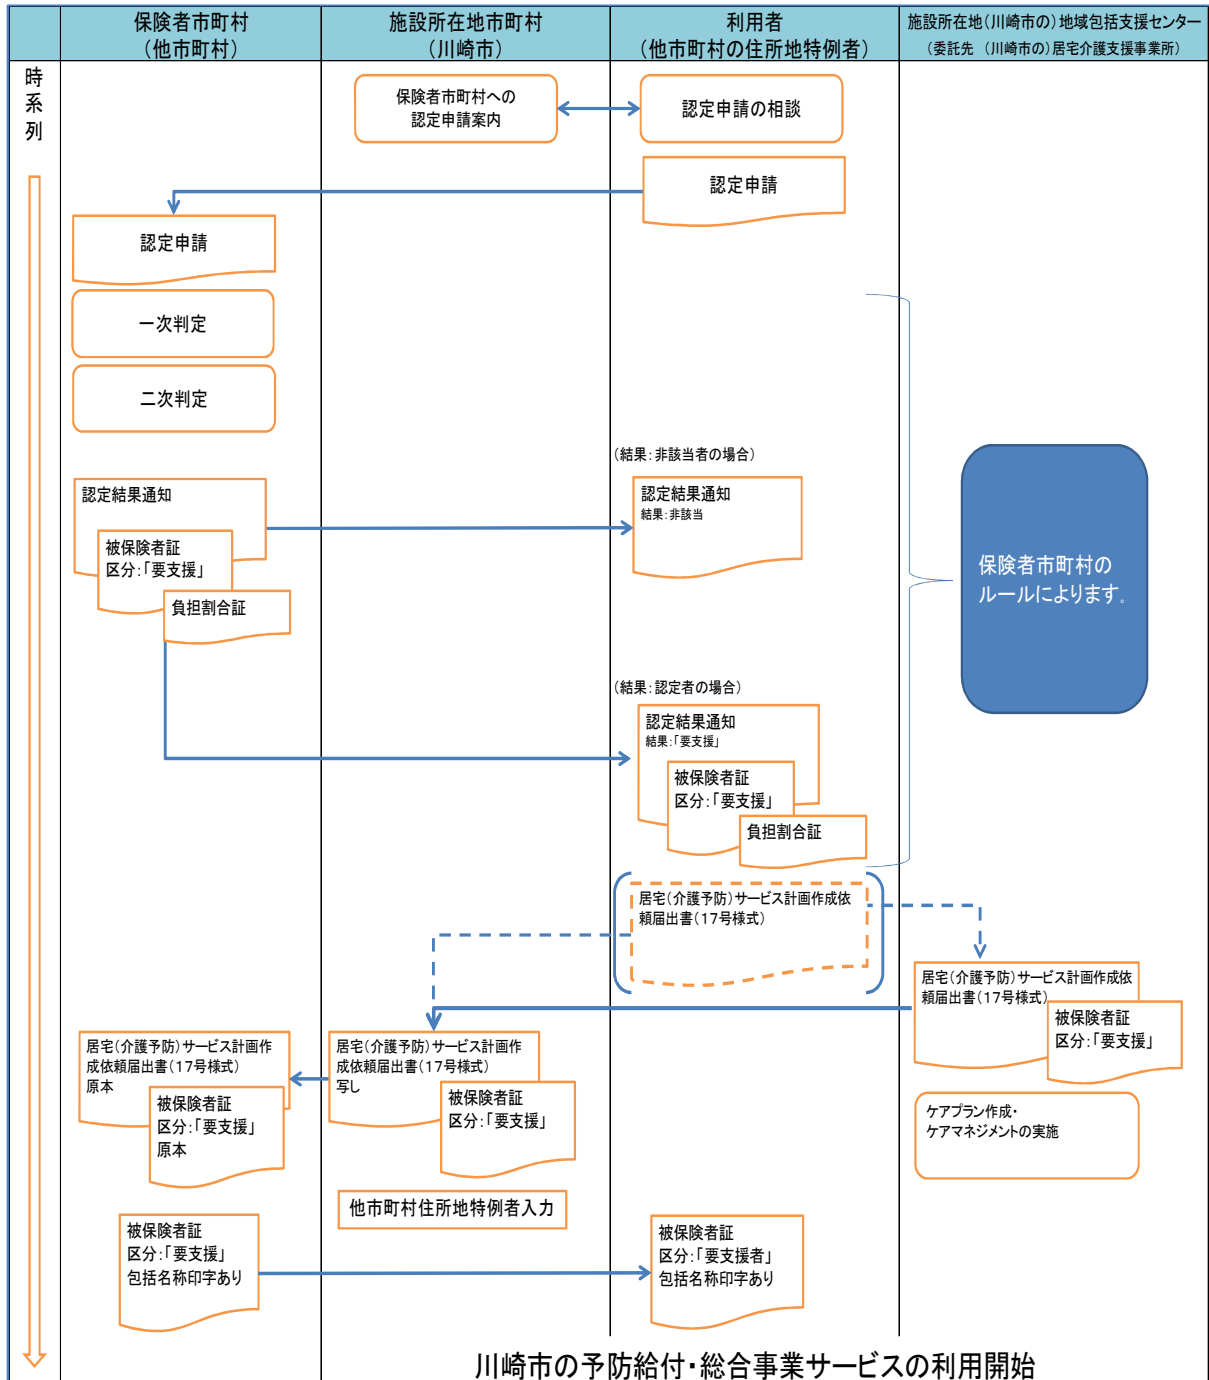 保険者市町村
（他市町村）
施設所在地市町村
（川崎市）
利用者
（他市町村の住所地特例者）
施設所在地（川崎市の）地域包括支援センター
（委託先　（川崎市の）居宅介護支援事業所）
時系列
保険者市町村への
認定申請案内
認定申請の相談
認定申請
認定申請
一次判定
二次判定
（結果：非該当者の場合）
認定結果通知
被保険者証
区分：「要支援」
負担割合証
認定結果通知
結果：非該当
保険者市町村の
ルールによります。
（結果：認定者の場合）
認定結果通知
結果：「要支援」
被保険者証
区分：「要支援」
負担割合証
居宅（介護予防）サービス計画作成依
頼届出書（17号様式）
居宅（介護予防）サービス計画作成依
頼届出書（17号様式）
被保険者証
区分：「要支援」
居宅（介護予防）サービス計画作
成依頼届出書（17号様式）
原本
被保険者証
区分：「要支援」
原本
居宅（介護予防）サービス計画作
成依頼届出書（17号様式）
写し
被保険者証
区分：「要支援」
ケアプラン作成・
ケアマネジメントの実施
他市町村住所地特例者入力
被保険者証
区分：「要支援」
包括名称印字あり
被保険者証
区分：「要支援者」
包括名称印字あり
川崎市の予防給付・総合事業サービスの利用開始